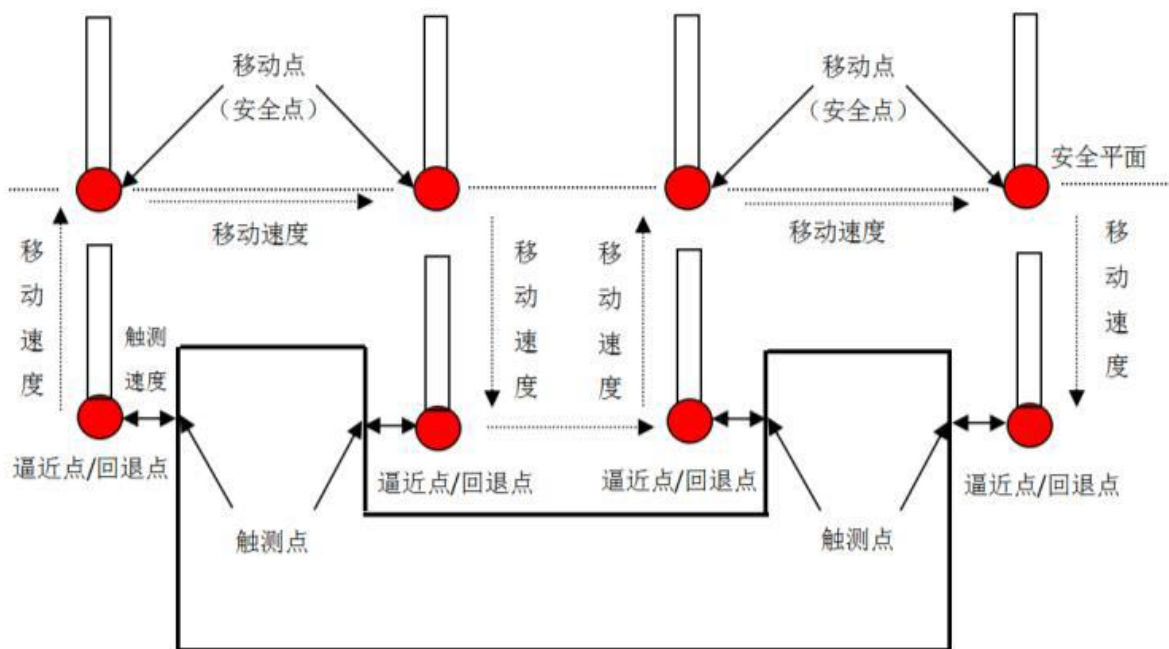 移动点
（安全点）
移动点
（安全点）
安全平面
移动速度
移动速度
移动速度
移动速度
移动速度
移动速度
触测
速度
逼近点/回退点
逼近点/回退点
逼近点/回退点
逼近点/回退点
触测点
触测点